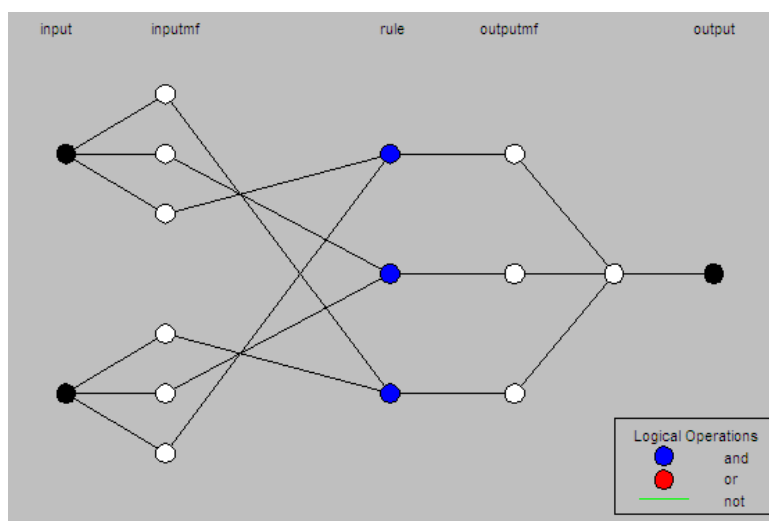 input inputmf rule outputmf output
Logical Operations
and
or
not